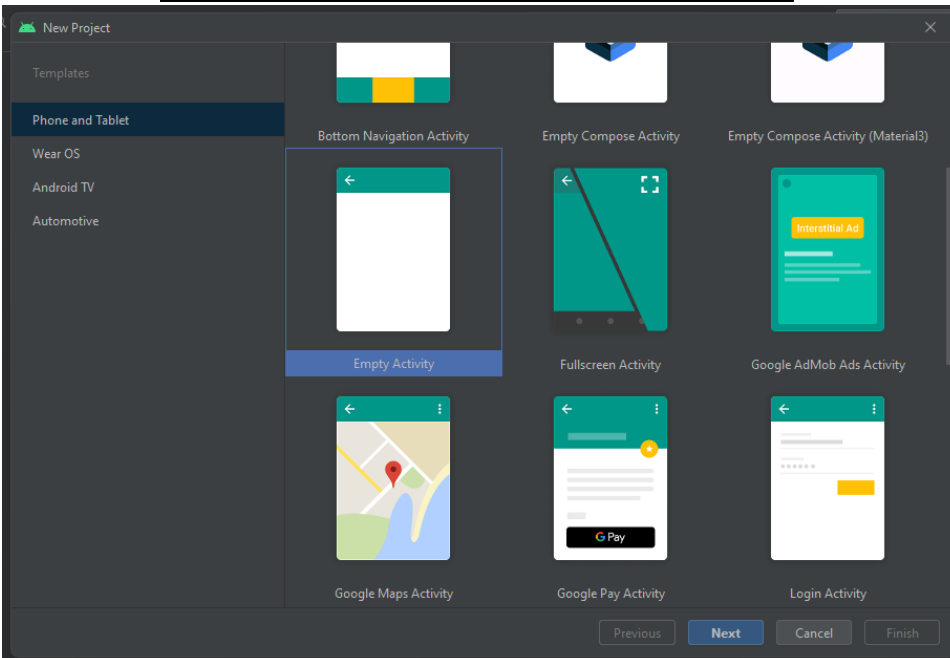 New Project
Templates
Phone and Tablet
Wear OS
Android TV
Automotive
Bottom Navigation Activity
Empty Compose Activity
Empty Compose Activity (Material3)
Interstitial Ad
Empty Activity
Fullscreen Activity
Google AdMob Ads Activity
G Pay
Google Maps Activity
Google Pay Activity
Login Activity
Previous
Next
Cancel
Finish